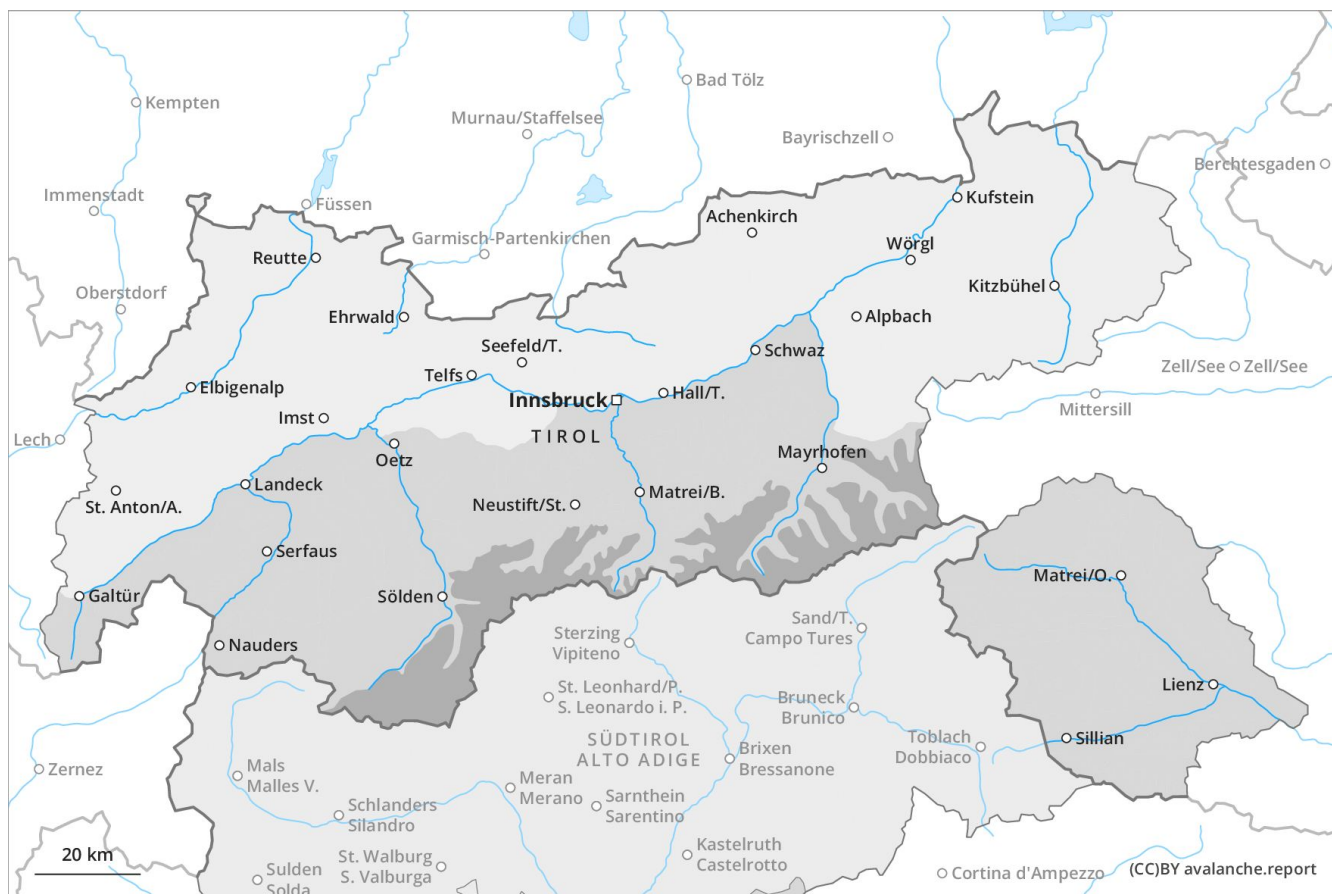 Kempten
Bad Tölz
Murnau/Staffelsee
Bayrischzell
Berchtesgaden
Immenstadt
Füssen
Kufstein
Achenkirch
Garmisch-Partenkirchen
Wörgl
Reutte
Oberstdorf
Kitzbühel
Ehrwald
Alpbach
Seefeld/T.
Schwaz
Zell/See
Zell/See
Telfs
Elbigenalp
Hall/T.
Innsbruck
Mittersill
Imst
TIROL
Lech
Oetz
Mayrhofen
Landeck
Matrei/B.
St. Anton/A.
Neustift/St.
Serfaus
Matrei/O.
Galtür
Sölden
Sand/T.
Campo Tures
Sterzing
Vipiteno
Nauders
Lienz
St. Leonhard/P.
S. Leonardo i. P.
Bruneck
Brunico
SÜDTIROL
ALTO ADIGE
Sillian
Toblach
Dobbiaco
Brixen
Bressanone
Zernez
Mals
Malles V.
Meran
Merano
Sarnthein
Sarentino
Schlanders
Silandro
Kastelruth
Castelrotto
20 km
St. Walburg
S. Valburga
Sulden
Solda
Cortina d'Ampezzo
(CC)BY avalanche.report